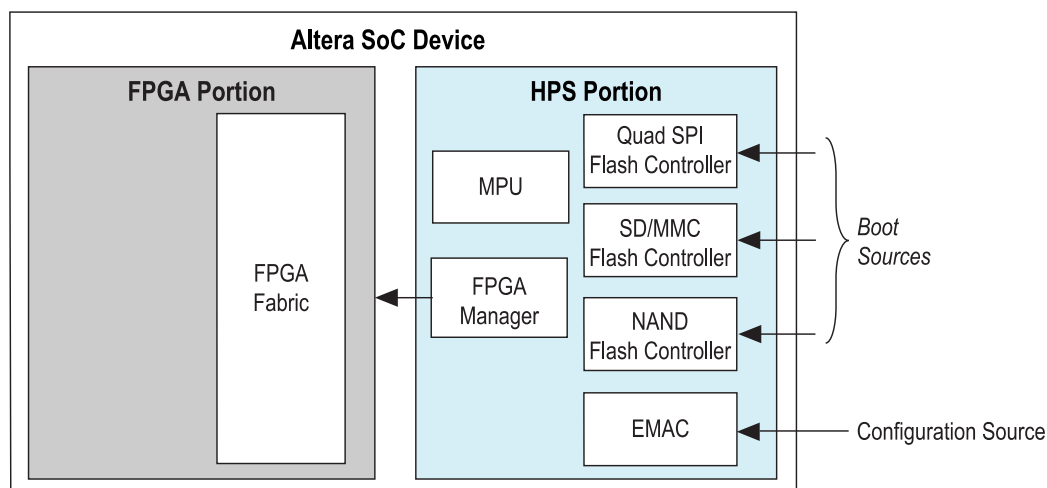 Altera SoC Device
FPGA Portion
FPGA
Fabric
HPS Portion
MPU
FPGA
Manager
Quad SPI
Flash Controller
SD/MMC
Flash Controller
NAND
Flash Controller
EMAC
Boot
Sources
Configuration Source